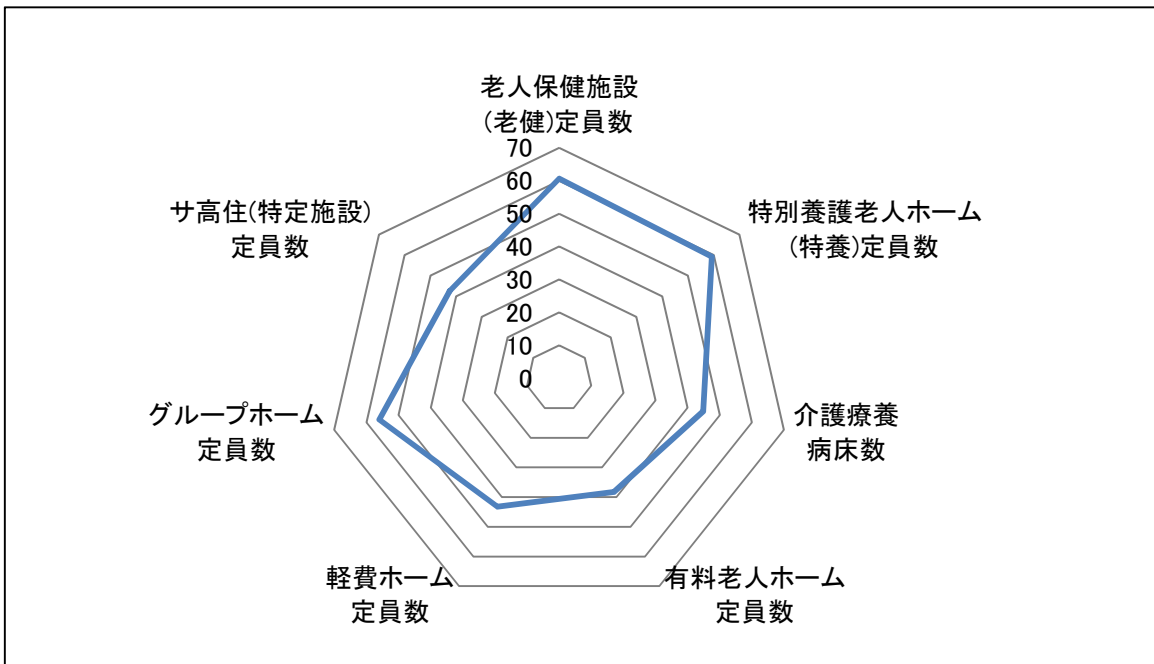 老人保健施設
(老健)定員数
70
60
50
40
30
20
10
0
特別養護老人ホーム
(特養)定員数
介護療養
病床数
有料老人ホーム
定員数
軽費ホーム
定員数
グループホーム
定員数
サ高住(特定施設)
定員数